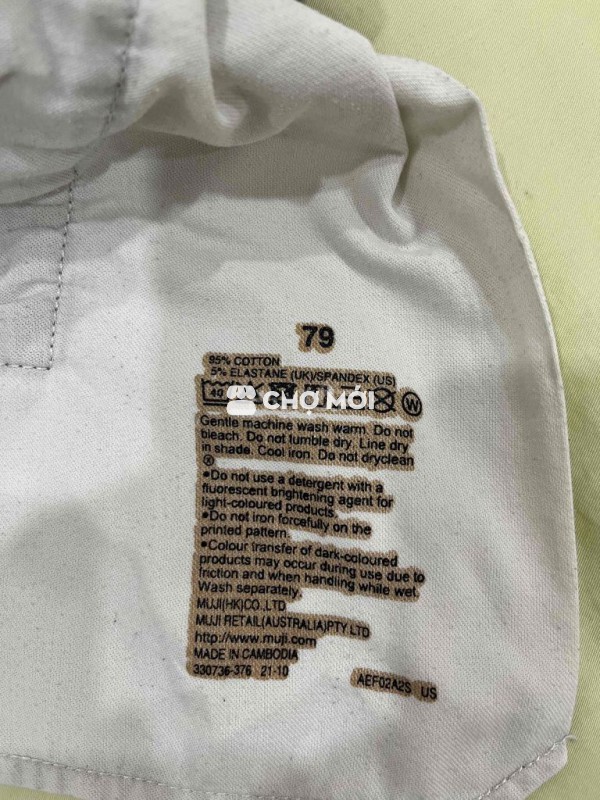 79
95% COTTON
5% ELASTANE (UK)/SPANDEX (US)
40
W
CHỢ MỚI
Gentle machine wash warm. Do not
bleach. Do not tumble dry. Line dry
in shade. Cool iron. Do not dryclean
®
•Do not use a detergent with a
fluorescent brightening agent for
light-coloured products.
•Do not iron forcefully on the
printed pattern.
•Colour transfer of dark-coloured
products may occur during use due to
friction and when handling while wet.
Wash separately.
MUJI(HK)CO.,LTD
MUJI RETAIL(AUSTRALIA)PTY LTD
http://www.muji.com
MADE IN CAMBODIA
330736-376 21-10
AEF02A2S US